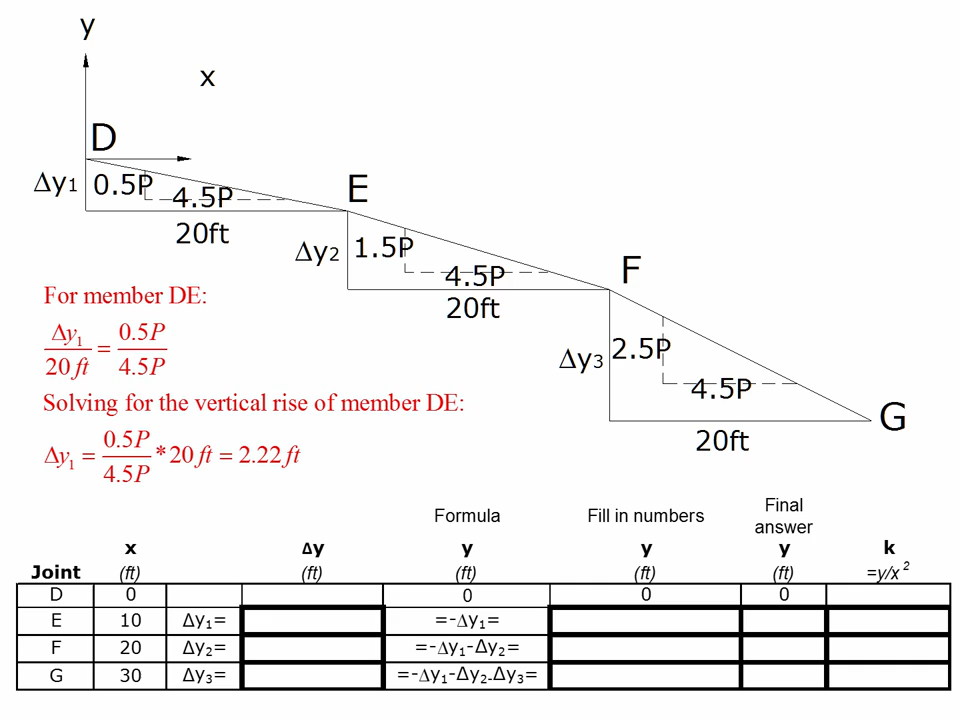 y
x
D
Δy1 0.5P
4.5P
20ft
E
Δy2 1.5P
4.5P
20ft
F
Δy3 2.5P
4.5P
20ft
G
For member DE:
Δy₁/20 ft = 0.5P/4.5P
Solving for the vertical rise of member DE:
Δy₁ = 0.5P/4.5P * 20 ft = 2.22 ft
Formula Fill in numbers Final answer
x Δy y y y k
Joint (ft) (ft) (ft) (ft) (ft) =y/x²
D 0 0 0 0
E 10 Δy₁= =-Δy₁=
F 20 Δy₂= =-Δy₁-Δy₂=
G 30 Δy₃= =-Δy₁-Δy₂-Δy₃=